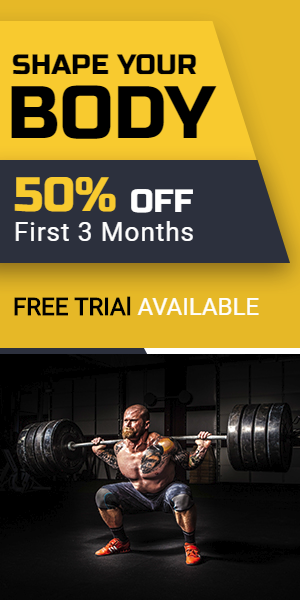 SHAPE YOUR
BODY
50% OFF
First 3 Months
FREE TRIAl AVAILABLE